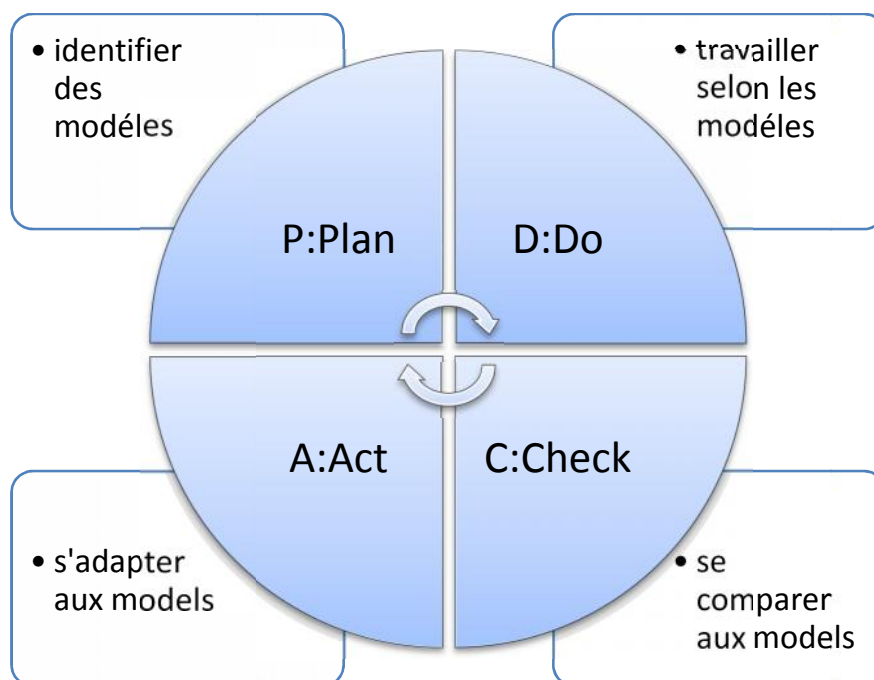 • identifier
des
modéles
• travailler
selon les
modéles
P:Plan
D:Do
A:Act
C:Check
• s'adapter
aux models
• se
comparer
aux models